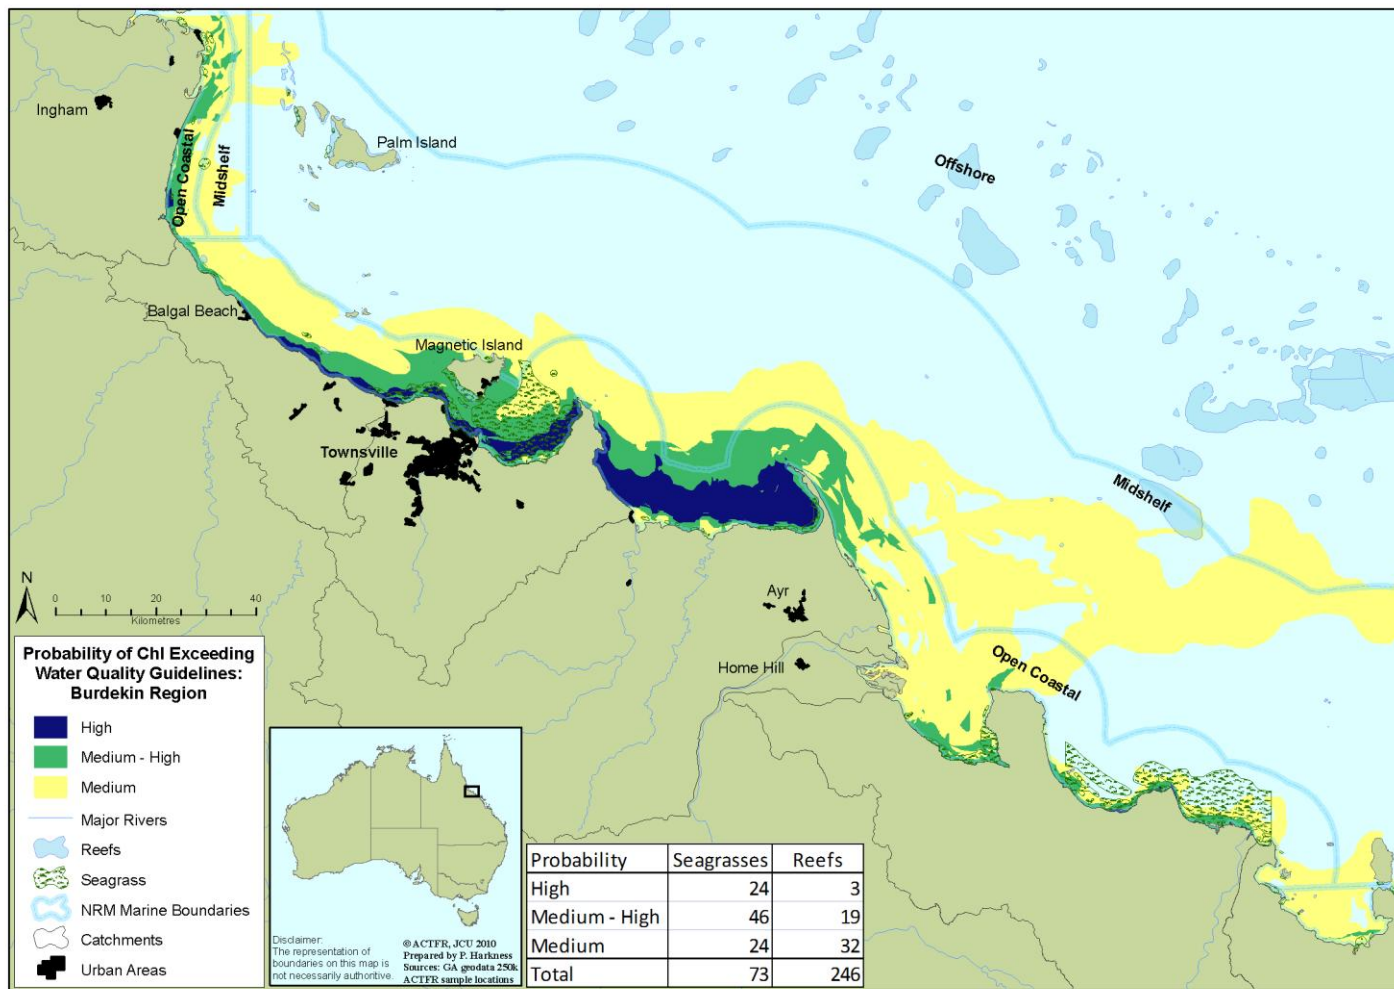 Ingham
Open Coastal
Midshelf
Palm Island
Offshore
Balgal Beach
Magnetic Island
Townsville
Midshelf
Ayr
Home Hill
Open Coastal
N
0 10 20 40
Kilometres
Probability of Chl Exceeding
Water Quality Guidelines:
Burdekin Region
High
Medium - High
Medium
Major Rivers
Reefs
Seagrass
NRM Marine Boundaries
Catchments
Urban Areas
Disclaimer:
The representation of
boundaries on this map is
not necessarily authoritive.
© ACTFR, JCU 2010
Prepared by P. Harkness
Sources: GA geodata 250k
ACTFR sample locations
Probability Seagrasses Reefs
High 24 3
Medium - High 46 19
Medium 24 32
Total 73 246